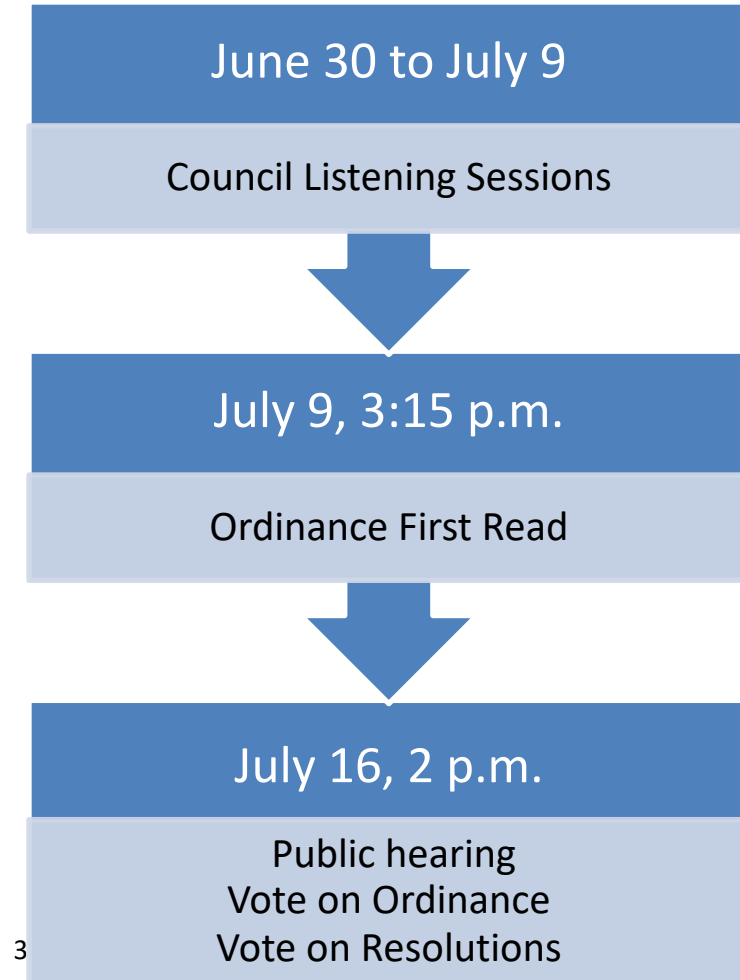 June 30 to July 9
Council Listening Sessions
July 9, 3:15 p.m.
Ordinance First Read
July 16, 2 p.m.
Public hearing
Vote on Ordinance
Vote on Resolutions
3